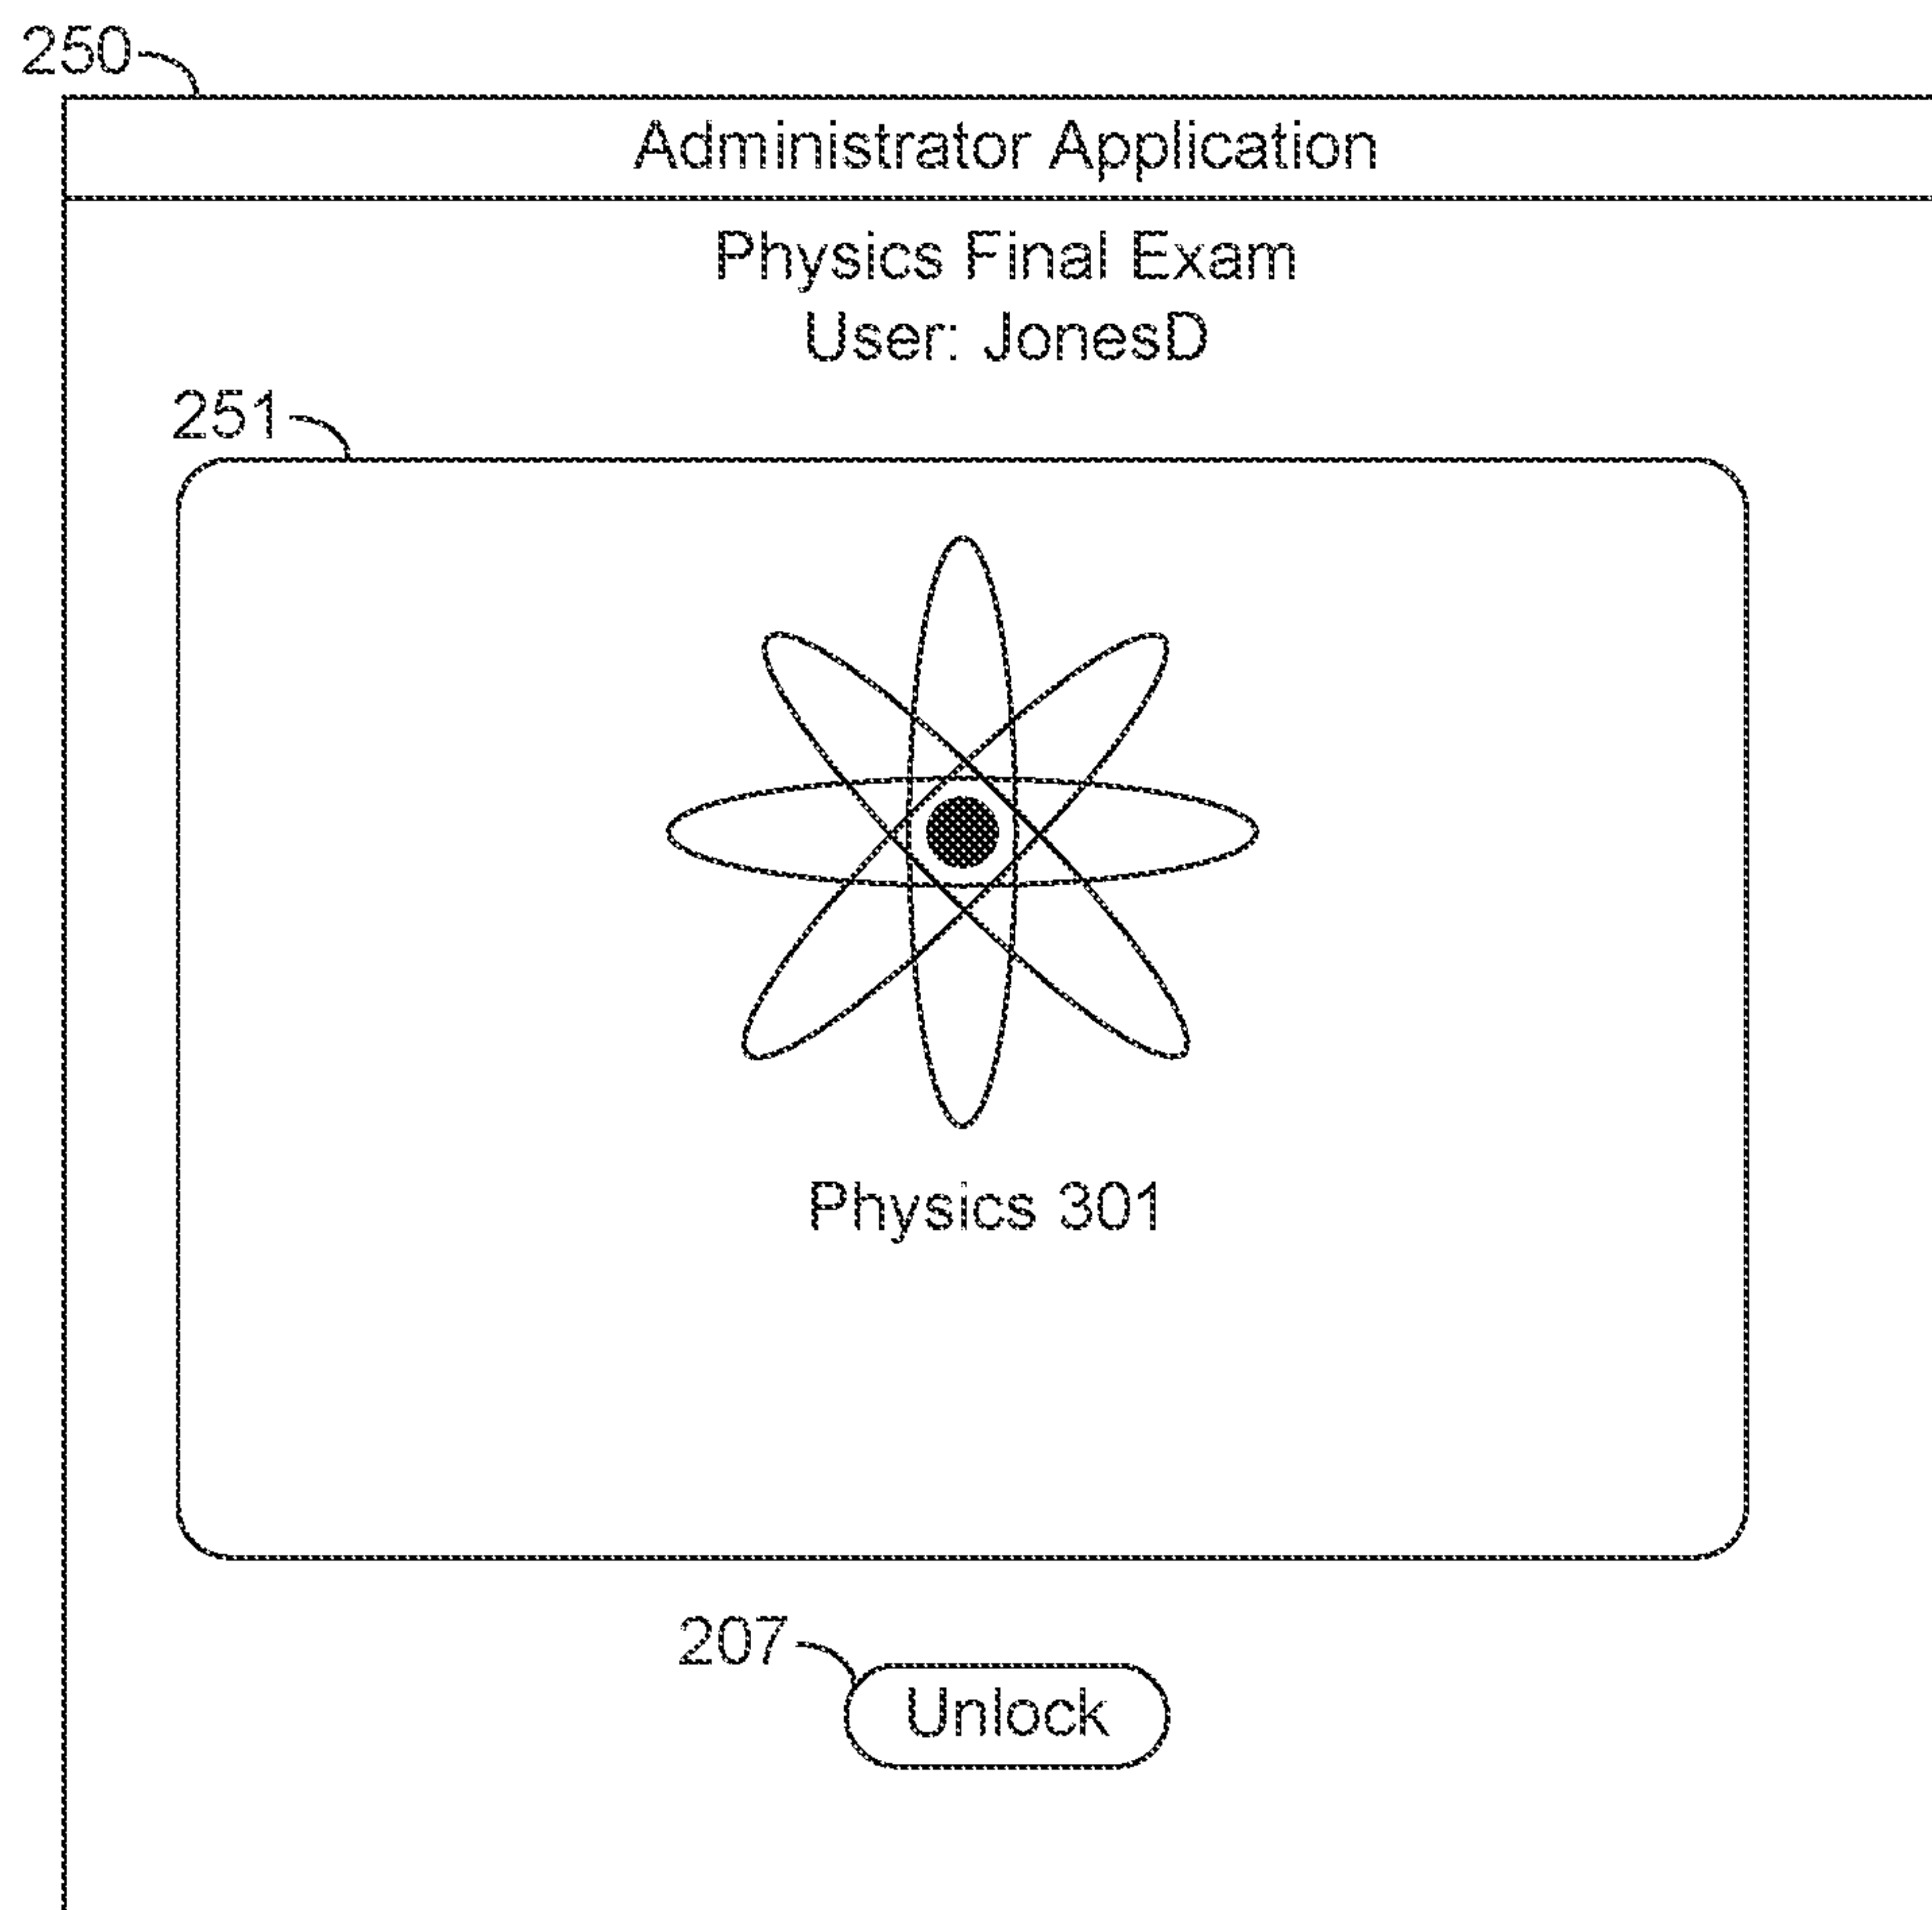 250
Administrator Application
Physics Final Exam
User: JonesD
251
Physics 301
207
Unlock